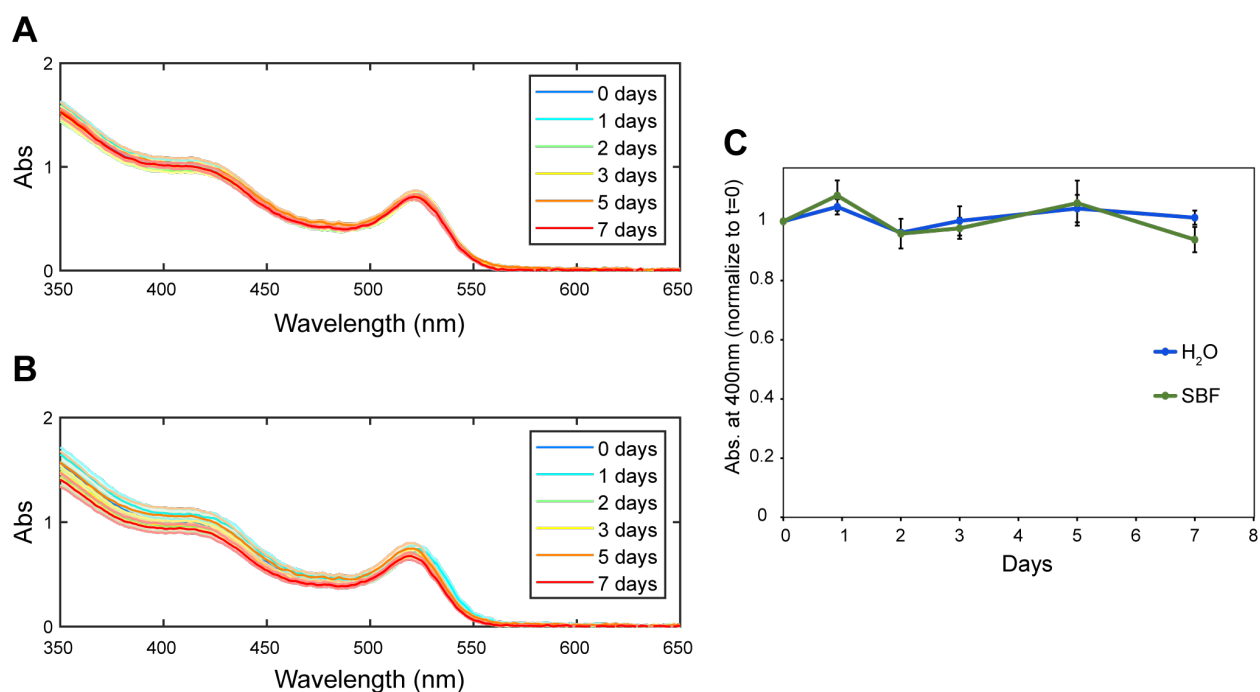 A
2
1
0
Abs
350 400 450 500 550 600 650
Wavelength (nm)
0 days
1 days
2 days
3 days
5 days
7 days
B
2
1
0
Abs
350 400 450 500 550 600 650
Wavelength (nm)
0 days
1 days
2 days
3 days
5 days
7 days
C
Abs. at 400nm (normalize to t=0)
1
0.8
0.6
0.4
0.2
0
0 1 2 3 4 5 6 7 8
Days
H₂O
SBF